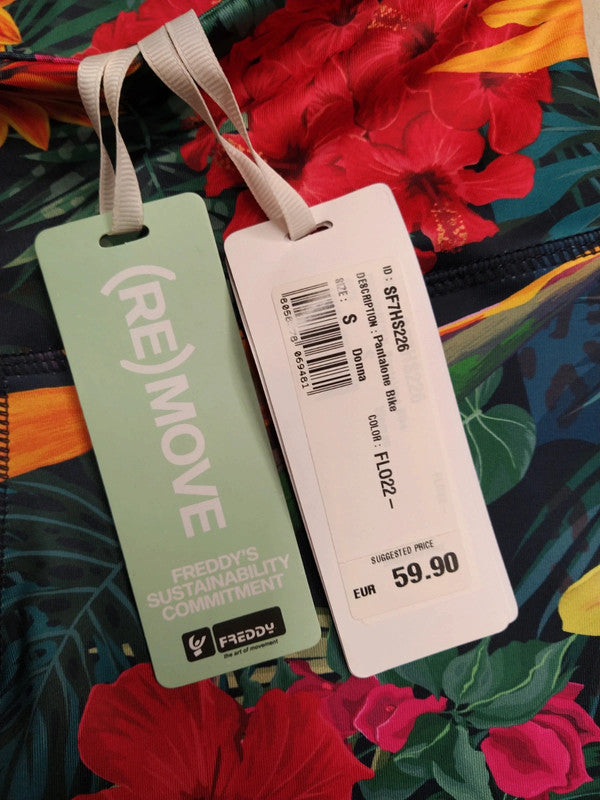 (RE)MOVE
FREDDY'S
SUSTAINABILITY
COMMITMENT
FREDDY
the art of movement
ID : SF7HS226
DESCRIPTION : Pantalone Bike
COLOR : FLO22-
SIZE : S Donna
SUGGESTED PRICE
EUR 59.90